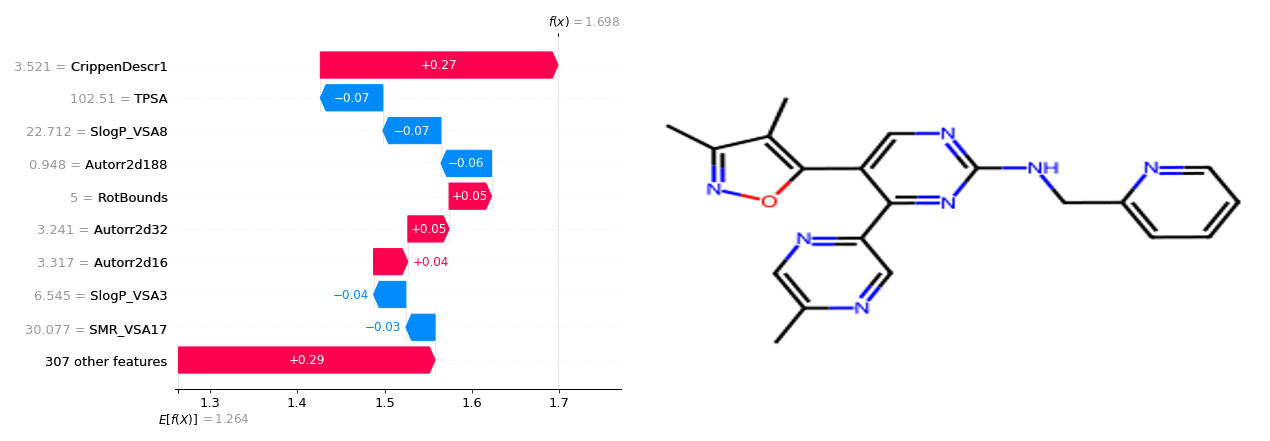 f(x) = 1.698
3.521 = CrippenDescr1
+0.27
102.51 = TPSA
−0.07
22.712 = SlogP_VSA8
−0.07
0.948 = Autorr2d188
−0.06
5 = RotBounds
+0.05
3.241 = Autorr2d32
+0.05
3.317 = Autorr2d16
+0.04
6.545 = SlogP_VSA3
−0.04
30.077 = SMR_VSA17
−0.03
307 other features
+0.29
1.3 1.4 1.5 1.6 1.7
E[f(X)] = 1.264
N
N
NH
N
N
O
N
N
N